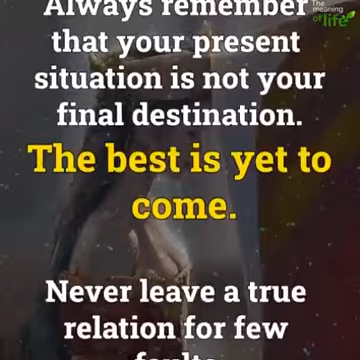 Always remember
The
meaning
of life
that your present
situation is not your
final destination.
The best is yet to
come.
Never leave a true
relation for few
faults